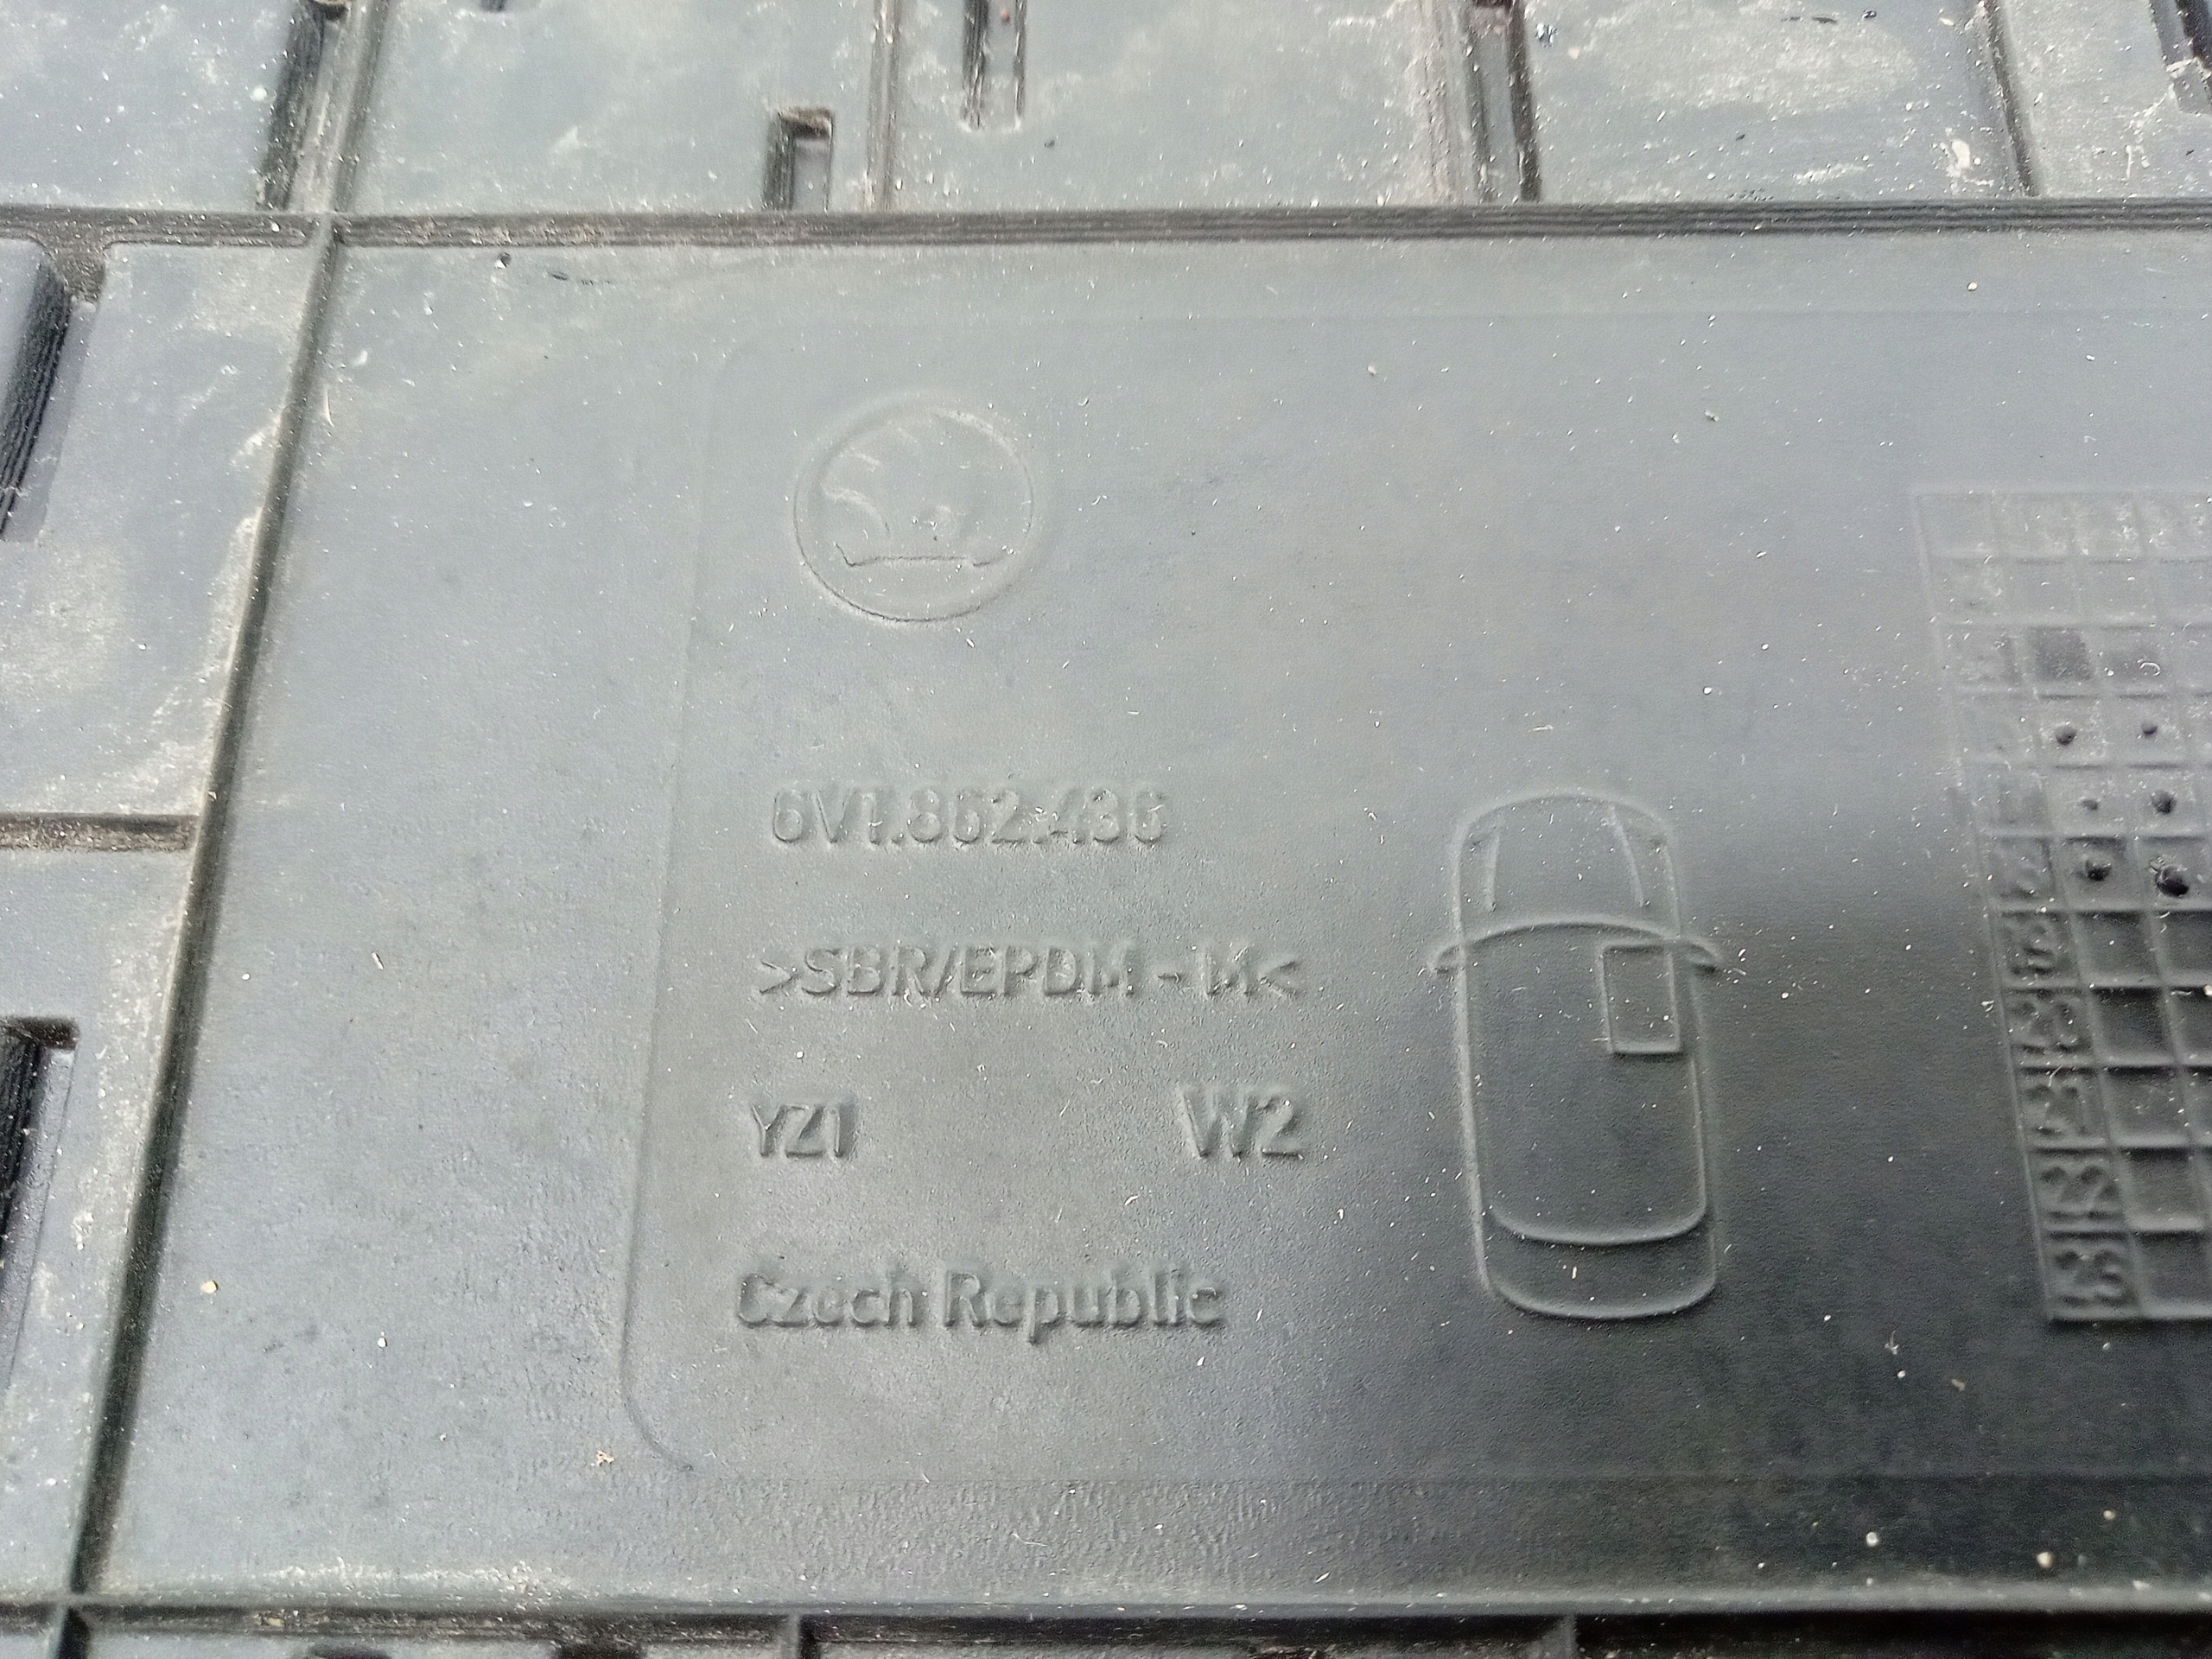 6V1.862.436
>SBR/EPDM - M<
YZ1 W2
Czech Republic